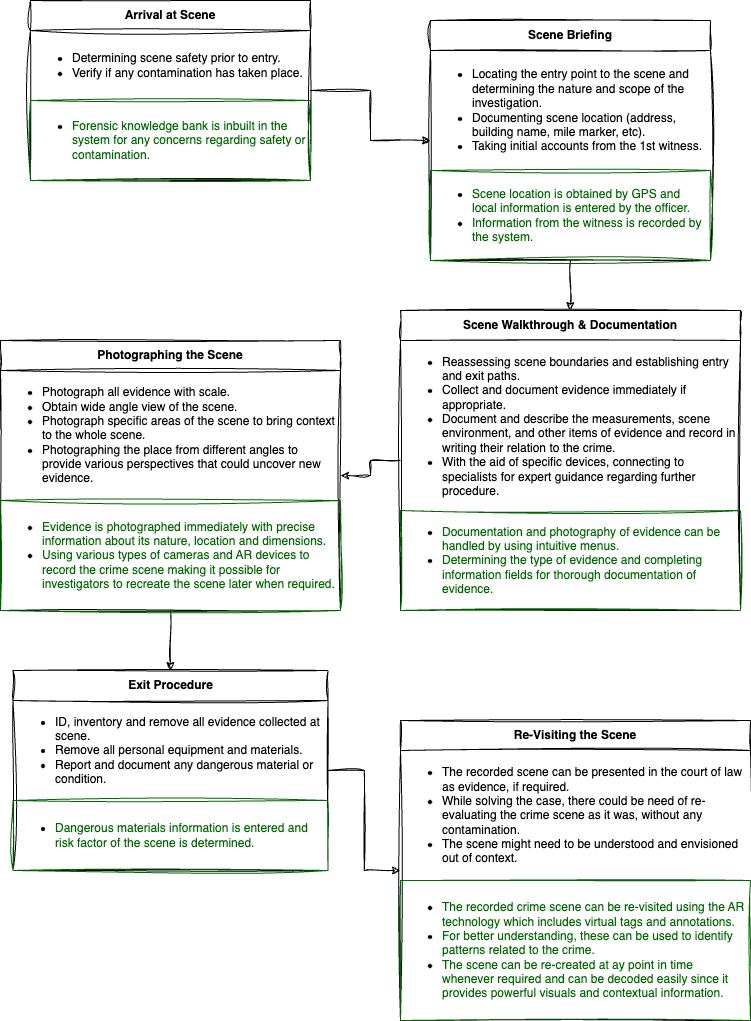 Arrival at Scene
Determining scene safety prior to entry.
Verify if any contamination has taken place.
Forensic knowledge bank is inbuilt in the
system for any concerns regarding safety or
contamination.
Scene Briefing
Locating the entry point to the scene and
determining the nature and scope of the
investigation.
Documenting scene location (address,
building name, mile marker, etc).
Taking initial accounts from the 1st witness.
Scene location is obtained by GPS and
local information is entered by the officer.
Information from the witness is recorded by
the system.
Scene Walkthrough & Documentation
Reassessing scene boundaries and establishing entry
and exit paths.
Collect and document evidence immediately if
appropriate.
Document and describe the measurements, scene
environment, and other items of evidence and record in
writing their relation to the crime.
With the aid of specific devices, connecting to
specialists for expert guidance regarding further
procedure.
Documentation and photography of evidence can be
handled by using intuitive menus.
Determining the type of evidence and completing
information fields for thorough documentation of
evidence.
Photographing the Scene
Photograph all evidence with scale.
Obtain wide angle view of the scene.
Photograph specific areas of the scene to bring context
to the whole scene.
Photographing the place from different angles to
provide various perspectives that could uncover new
evidence.
Evidence is photographed immediately with precise
information about its nature, location and dimensions.
Using various types of cameras and AR devices to
record the crime scene making it possible for
investigators to recreate the scene later when required.
Exit Procedure
ID, inventory and remove all evidence collected at
scene.
Remove all personal equipment and materials.
Report and document any dangerous material or
condition.
Dangerous materials information is entered and
risk factor of the scene is determined.
Re-Visiting the Scene
The recorded scene can be presented in the court of law
as evidence, if required.
While solving the case, there could be need of re-
evaluating the crime scene as it was, without any
contamination.
The scene might need to be understood and envisioned
out of context.
The recorded crime scene can be re-visited using the AR
technology which includes virtual tags and annotations.
For better understanding, these can be used to identify
patterns related to the crime.
The scene can be re-created at ay point in time
whenever required and can be decoded easily since it
provides powerful visuals and contextual information.